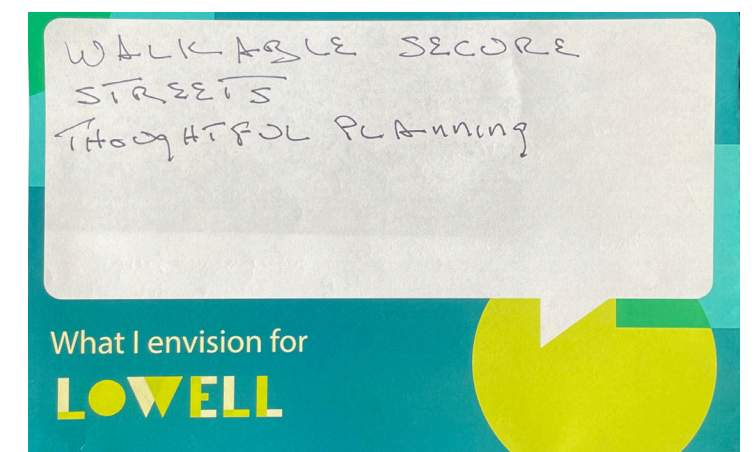 WALKABLE SECURE
STREETS
THOUGHTFUL PLANNING
What I envision for
LOWELL